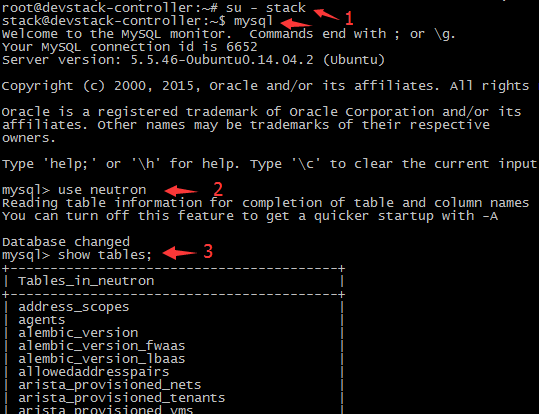 root@devstack-controller:~# su - stack
stack@devstack-controller:~$ mysql 1
Welcome to the MySQL monitor.  Commands end with ; or \g.
Your MySQL connection id is 6652
Server version: 5.5.46-0ubuntu0.14.04.2 (Ubuntu)
Copyright (c) 2000, 2015, Oracle and/or its affiliates. All rights
Oracle is a registered trademark of Oracle Corporation and/or its
affiliates. Other names may be trademarks of their respective
owners.
Type 'help;' or '\h' for help. Type '\c' to clear the current input
mysql> use neutron 2
Reading table information for completion of table and column names
You can turn off this feature to get a quicker startup with -A
Database changed
mysql> show tables; 3
+----------------------------------------+
| Tables_in_neutron                      |
+----------------------------------------+
| address_scopes                         |
| agents                                 |
| alembic_version                        |
| alembic_version_fwaas                  |
| alembic_version_lbaas                  |
| allowedaddresspairs                    |
| arista_provisioned_nets                |
| arista_provisioned_tenants             |
| arista_provisioned_vms                 |